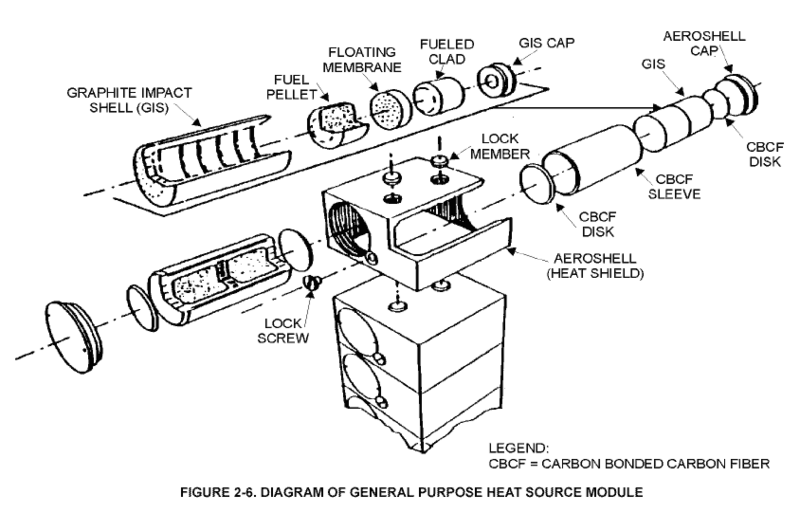 FUELED
CLAD
GIS CAP
AEROSHELL
CAP
FLOATING
MEMBRANE
GIS
FUEL
PELLET
GRAPHITE IMPACT
SHELL (GIS)
LOCK
MEMBER
CBCF
DISK
CBCF
SLEEVE
CBCF
DISK
AEROSHELL
(HEAT SHIELD)
LOCK
SCREW
LEGEND:
CBCF = CARBON BONDED CARBON FIBER
FIGURE 2-6. DIAGRAM OF GENERAL PURPOSE HEAT SOURCE MODULE